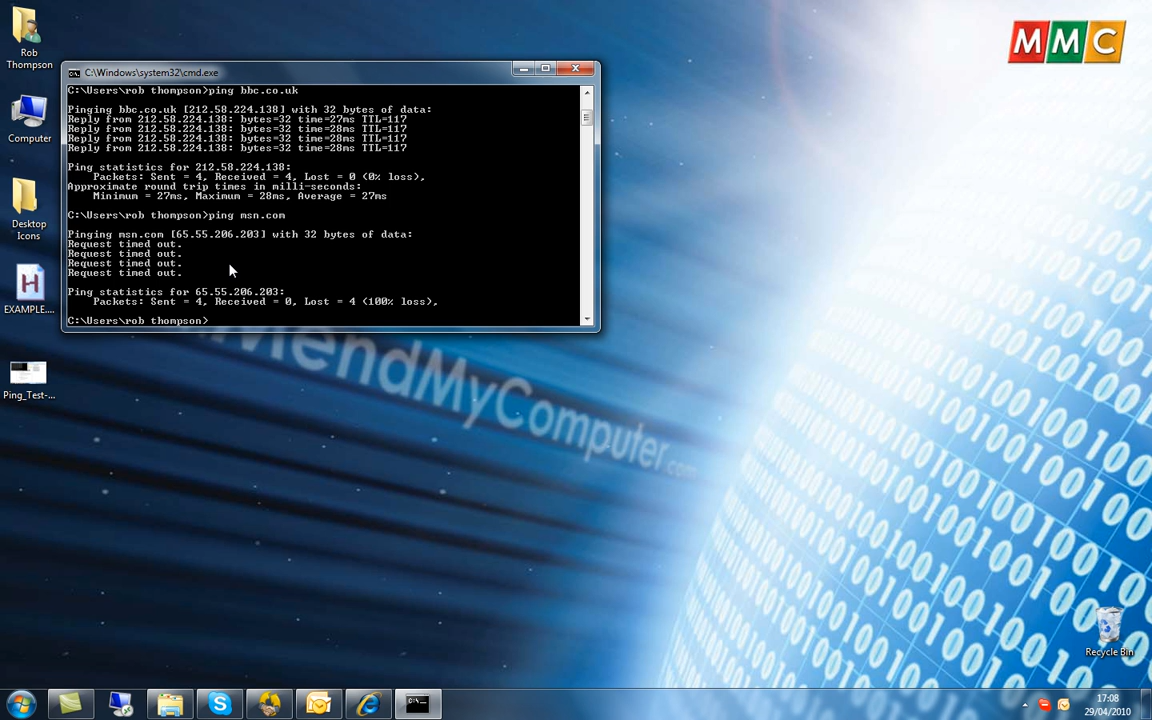 Rob
Thompson
Computer
Desktop
Icons
EXAMPLE....
Ping_Test-...
C:\Windows\system32\cmd.exe
C:\Users\rob thompson>ping bbc.co.uk
Pinging bbc.co.uk [212.58.224.138] with 32 bytes of data:
Reply from 212.58.224.138: bytes=32 time=27ms TTL=117
Reply from 212.58.224.138: bytes=32 time=28ms TTL=117
Reply from 212.58.224.138: bytes=32 time=28ms TTL=117
Reply from 212.58.224.138: bytes=32 time=28ms TTL=117
Ping statistics for 212.58.224.138:
Packets: Sent = 4, Received = 4, Lost = 0 (0% loss),
Approximate round trip times in milli-seconds:
Minimum = 27ms, Maximum = 28ms, Average = 27ms
C:\Users\rob thompson>ping msn.com
Pinging msn.com [65.55.206.203] with 32 bytes of data:
Request timed out.
Request timed out.
Request timed out.
Request timed out.
Ping statistics for 65.55.206.203:
Packets: Sent = 4, Received = 0, Lost = 4 (100% loss),
C:\Users\rob thompson>
MMC
MendMyComputer.com
Recycle Bin
17:08
29/04/2010